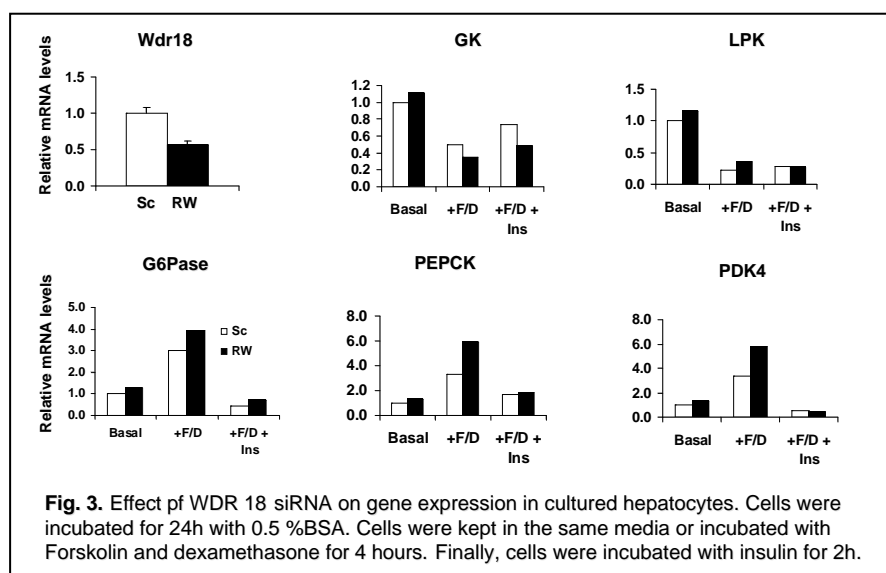 Wdr18
Relative mRNA levels
1.5
1.0
0.5
0.0
Sc RW
GK
1.2
1.0
0.8
0.6
0.4
0.2
0.0
Basal +F/D +F/D +
Ins
LPK
1.5
1.0
0.5
0.0
Basal +F/D +F/D +
Ins
G6Pase
Relative mRNA levels
5.0
4.0
3.0
2.0
1.0
0.0
Sc
RW
Basal +F/D +F/D +
Ins
PEPCK
8.0
6.0
4.0
2.0
0.0
Basal +F/D +F/D +
Ins
PDK4
8.0
6.0
4.0
2.0
0.0
Basal +F/D +F/D +
Ins
Fig. 3. Effect pf WDR 18 siRNA on gene expression in cultured hepatocytes. Cells were
incubated for 24h with 0.5 %BSA. Cells were kept in the same media or incubated with
Forskolin and dexamethasone for 4 hours. Finally, cells were incubated with insulin for 2h.